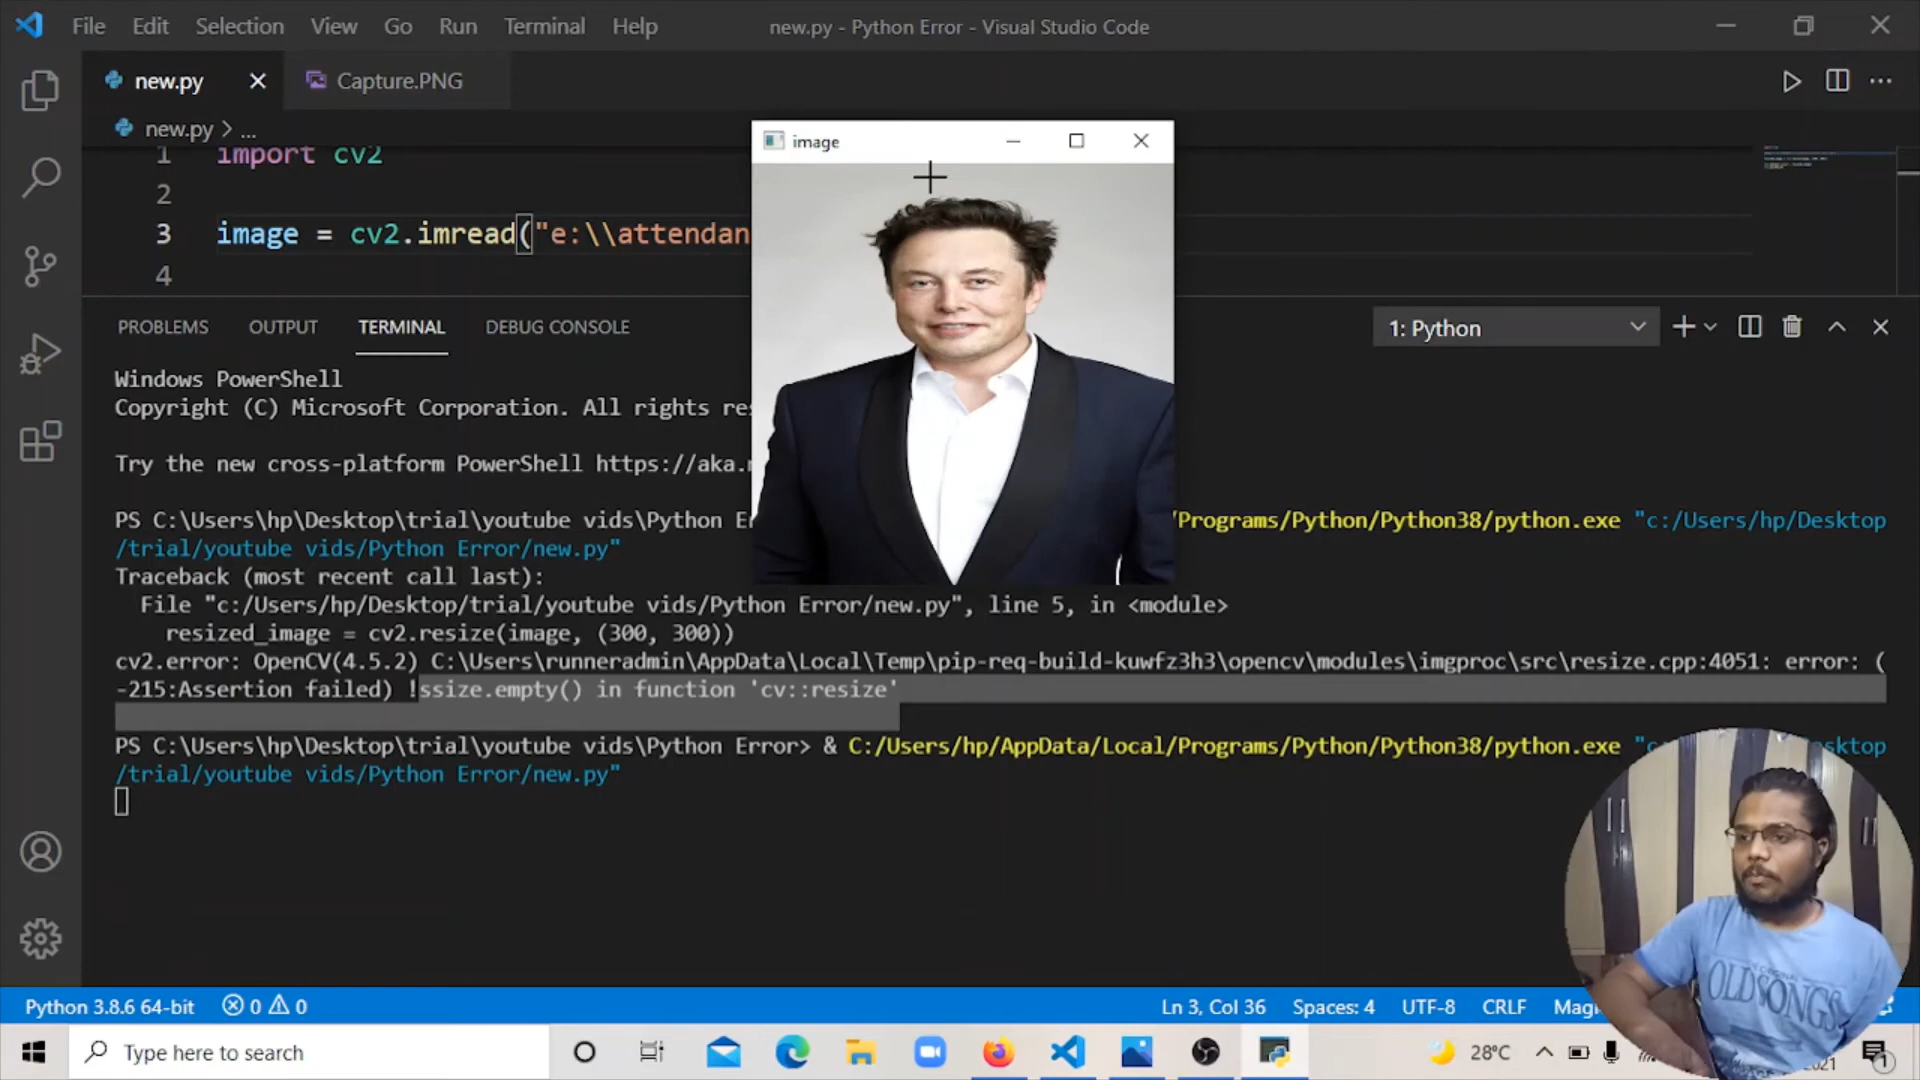 File Edit Selection View Go Run Terminal Help
new.py - Python Error - Visual Studio Code
new.py
Capture.PNG
new.py > ...
image
1 import cv2
2
3 image = cv2.imread("e:\\attendan
4
PROBLEMS OUTPUT TERMINAL DEBUG CONSOLE
1: Python
Windows PowerShell
Copyright (C) Microsoft Corporation. All rights
Try the new cross-platform PowerShell https://aka.
PS C:\Users\hp\Desktop\trial\youtube vids\Python /Programs/Python/Python38/python.exe "c:/Users/hp/Desktop
/trial/youtube vids/Python Error/new.py"
Traceback (most recent call last):
File "c:/Users/hp/Desktop/trial/youtube vids/Python Error/new.py", line 5, in <module>
resized_image = cv2.resize(image, (300, 300))
cv2.error: OpenCV(4.5.2) C:\Users\runneradmin\AppData\Local\Temp\pip-req-build-kuwfz3h3\opencv\modules\imgproc\src\resize.cpp:4051: error: (
-215:Assertion failed) !ssize.empty() in function 'cv::resize'
PS C:\Users\hp\Desktop\trial\youtube vids\Python Error> & C:/Users/hp/AppData/Local/Programs/Python/Python38/python.exe
/trial/youtube vids/Python Error/new.py"
OLD SONGS
Python 3.8.6 64-bit 0 0
Ln 3, Col 36 Spaces: 4 UTF-8 CRLF
Type here to search
28°C
1